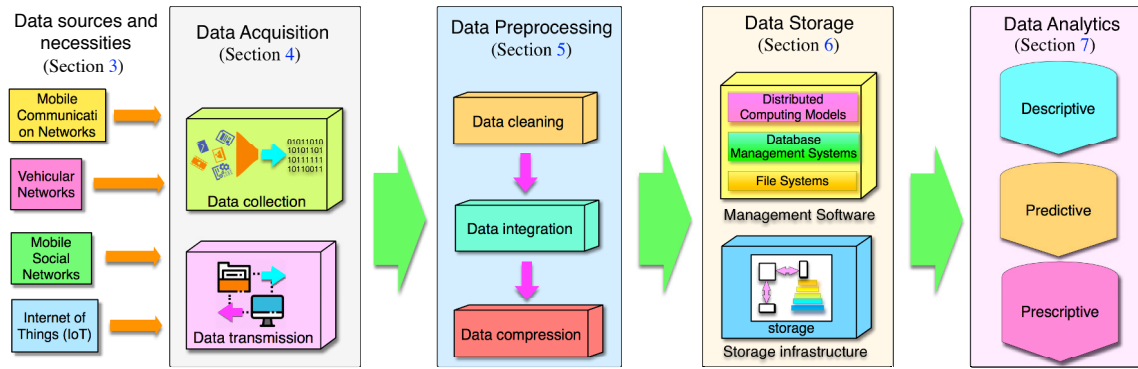 Data sources and
necessities
(Section 3)
Mobile
Communicati
on Networks
Vehicular
Networks
Mobile
Social
Networks
Internet of
Things (IoT)
Data Acquisition
(Section 4)
01011010
10101101
10111111
10110011
Data collection
Data transmission
Data Preprocessing
(Section 5)
Data cleaning
Data integration
Data compression
Data Storage
(Section 6)
Distributed
Computing Models
Database
Management Systems
File Systems
Management Software
storage
Storage infrastructure
Data Analytics
(Section 7)
Descriptive
Predictive
Prescriptive